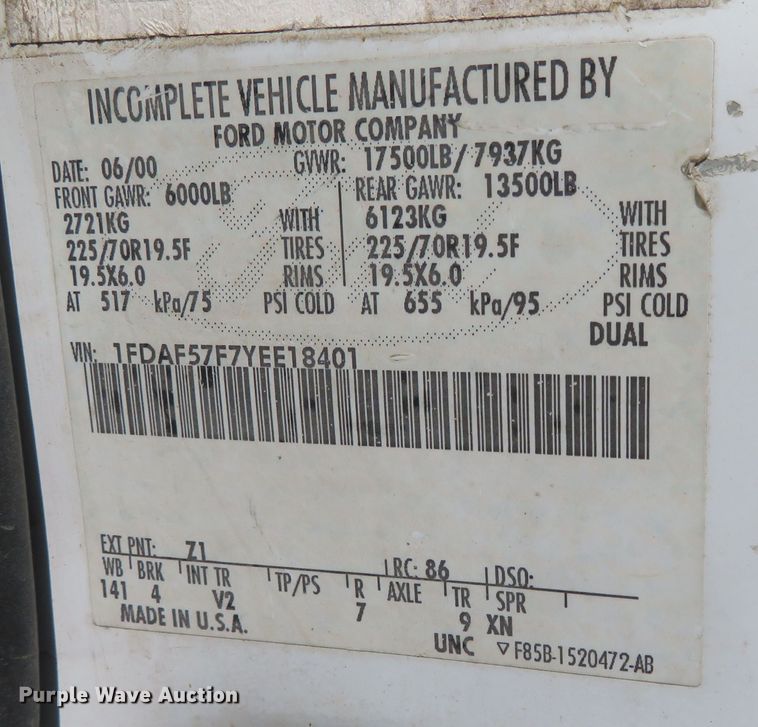 INCOMPLETE VEHICLE MANUFACTURED BY
FORD MOTOR COMPANY
DATE: 06/00 GVWR: 17500LB/ 7937KG
FRONT GAWR: 6000LB REAR GAWR: 13500LB
2721KG WITH 6123KG WITH
225/70R19.5F TIRES 225/70R19.5F TIRES
19.5X6.0 RIMS 19.5X6.0 RIMS
AT 517 kPa/75 PSI COLD AT 655 kPa/95 PSI COLD
DUAL
VIN: 1FDAF57F7YEE18401
EXT PNT: Z1 RC: 86 DSO:
WB BRK INT TR TP/PS R AXLE TR SPR
141 4 V2 7 9 XN
MADE IN U.S.A.
UNC ▽ F85B-1520472-AB
Purple Wave Auction